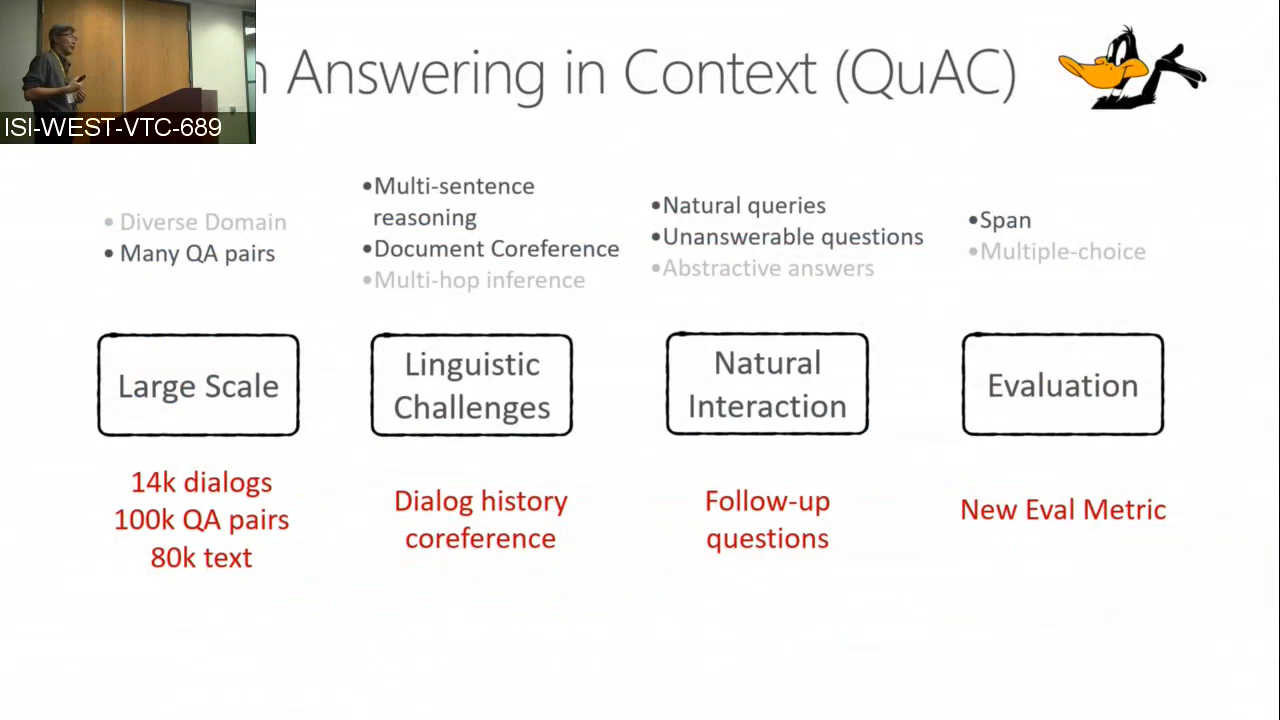 n Answering in Context (QuAC)
ISI-WEST-VTC-689
• Diverse Domain
• Many QA pairs
•Multi-sentence
reasoning
•Document Coreference
•Multi-hop inference
•Natural queries
•Unanswerable questions
•Abstractive answers
•Span
•Multiple-choice
Large Scale
Linguistic
Challenges
Natural
Interaction
Evaluation
14k dialogs
100k QA pairs
80k text
Dialog history
coreference
Follow-up
questions
New Eval Metric